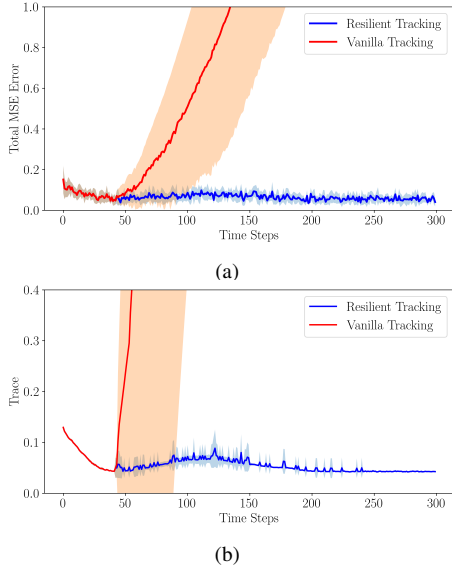 1.0
0.8
0.6
0.4
0.2
0.0
Total MSE Error
Resilient Tracking
Vanilla Tracking
0 50 100 150 200 250 300
Time Steps
(a)
0.4
0.3
0.2
0.1
0.0
Trace
Resilient Tracking
Vanilla Tracking
0 50 100 150 200 250 300
Time Steps
(b)